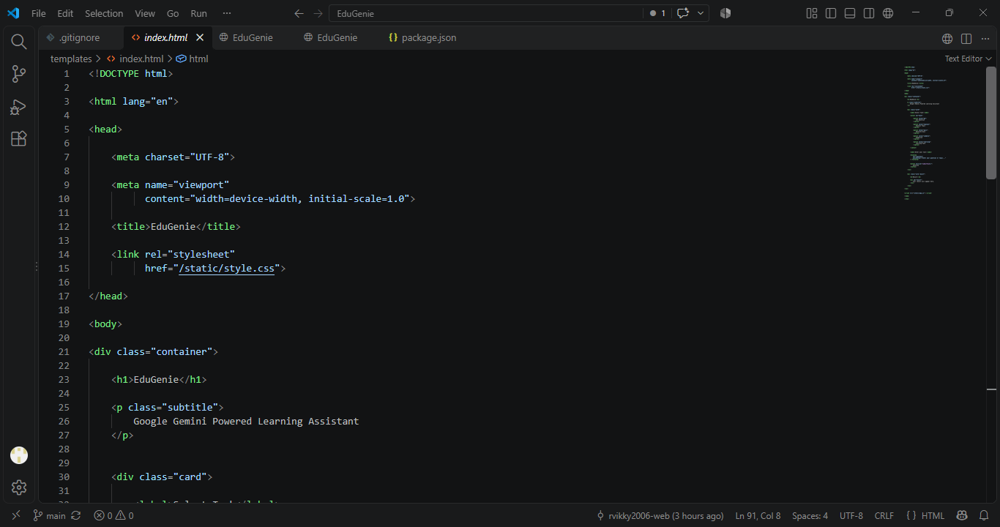 File Edit Selection View Go Run ··· EduGenie 1
.gitignore index.html EduGenie EduGenie package.json
templates > index.html > html Text Editor
1 <!DOCTYPE html>
2
3 <html lang="en">
4
5 <head>
6
7 <meta charset="UTF-8">
8
9 <meta name="viewport"
10 content="width=device-width, initial-scale=1.0">
11
12 <title>EduGenie</title>
13
14 <link rel="stylesheet"
15 href="/static/style.css">
16
17 </head>
18
19 <body>
20
21 <div class="container">
22
23 <h1>EduGenie</h1>
24
25 <p class="subtitle">
26 Google Gemini Powered Learning Assistant
27 </p>
28
29
30 <div class="card">
31
main 0 0 rvikky2006-web (3 hours ago) Ln 91, Col 8 Spaces: 4 UTF-8 CRLF {} HTML